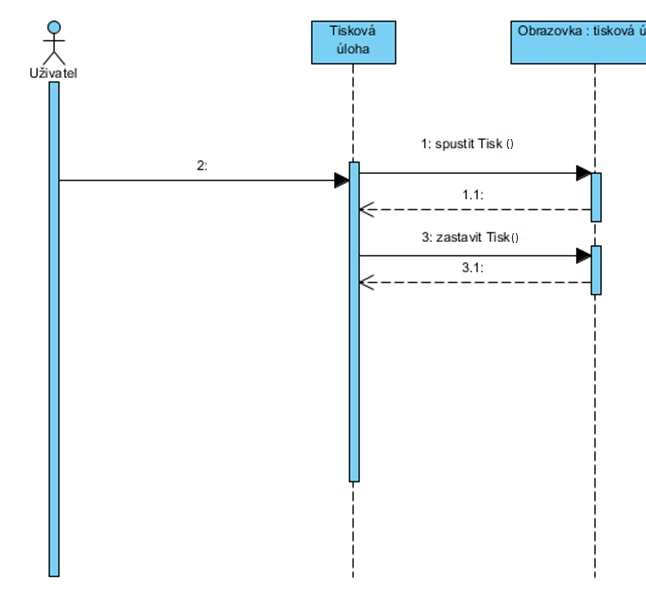 Tisková
úloha
Obrazovka : tisková ú
Uživatel
1: spustit Tisk ()
2:
1.1:
3: zastavit Tisk()
3.1: